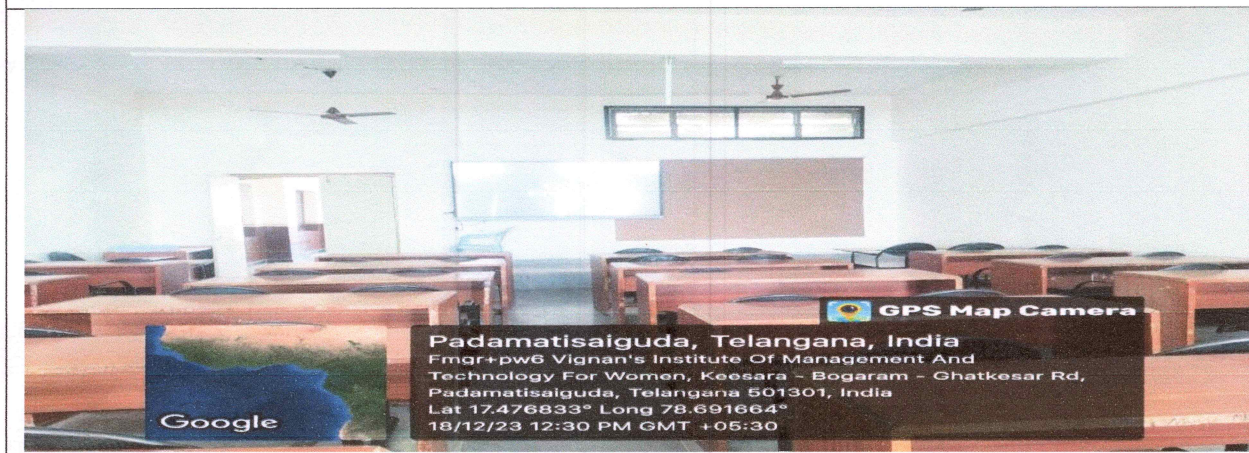 GPS Map Camera
Padamatisaiguda, Telangana, India
Fmgr+pw6 Vignan's Institute Of Management And
Technology For Women, Keesara - Bogaram - Ghatkesar Rd,
Padamatisaiguda, Telangana 501301, India
Lat 17.476833° Long 78.691664°
18/12/23 12:30 PM GMT +05:30
Google